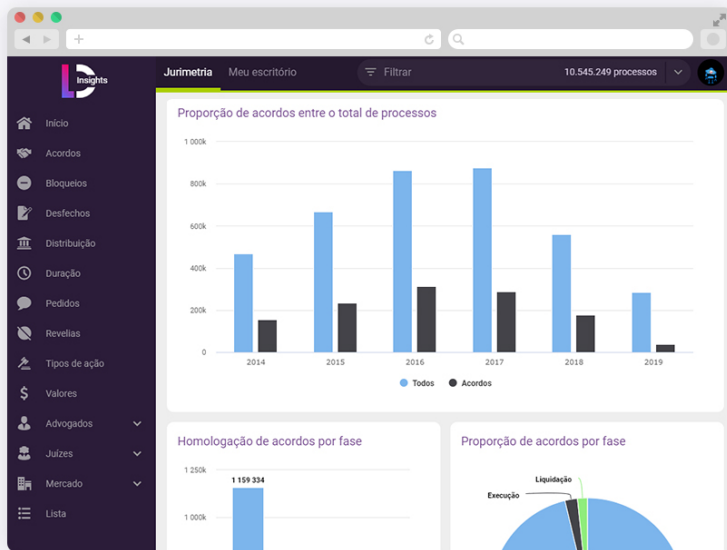 Insights
Jurimetria
Meu escritório
Filtrar
10.545.249 processos
Início
Acordos
Bloqueios
Desfechos
Distribuição
Duração
Pedidos
Revelias
Tipos de ação
Valores
Advogados
Juízes
Mercado
Lista
Proporção de acordos entre o total de processos
1 000k
800k
600k
400k
200k
0
2014 2015 2016 2017 2018 2019
Todos Acordos
Homologação de acordos por fase
1 250k
1 159 334
1 000k
Proporção de acordos por fase
Liquidação
Execução